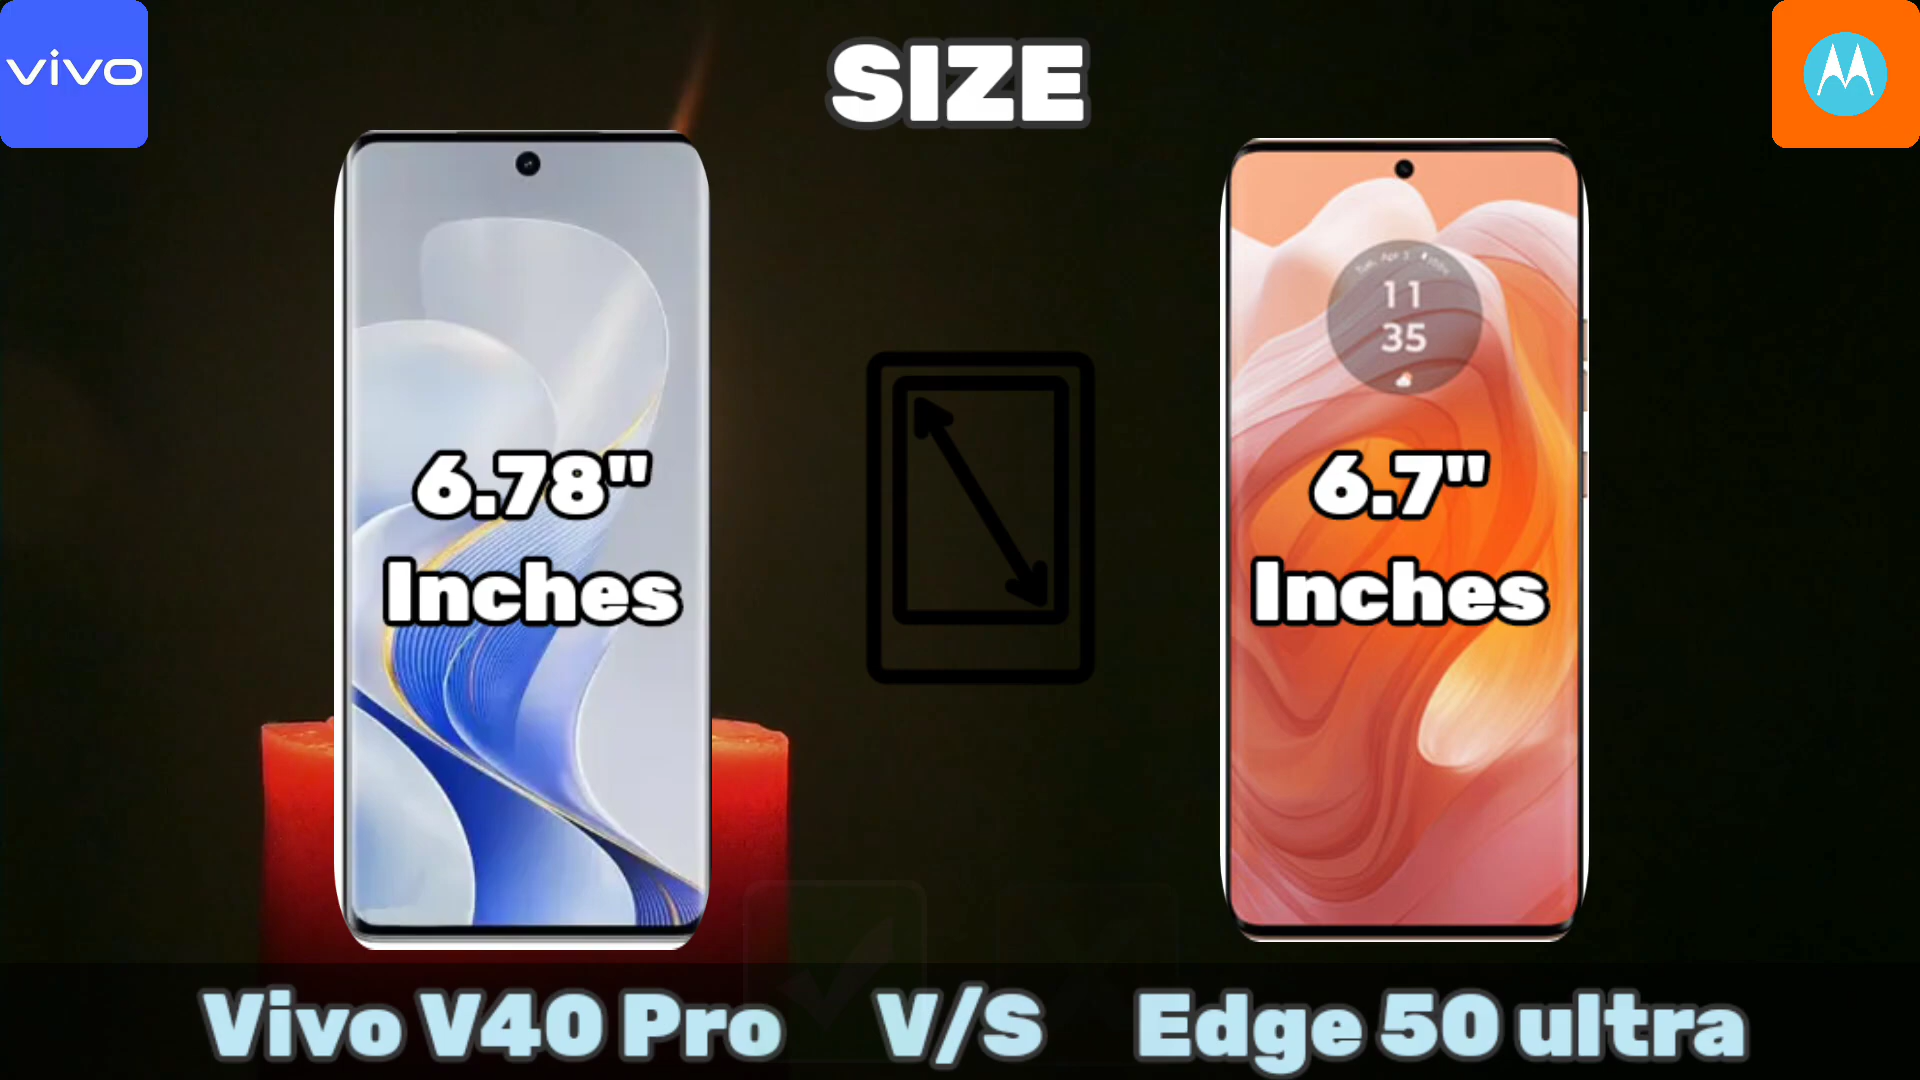 vivo
SIZE
11
35
6.78"
Inches
6.7"
Inches
Vivo V40 Pro V/S Edge 50 ultra